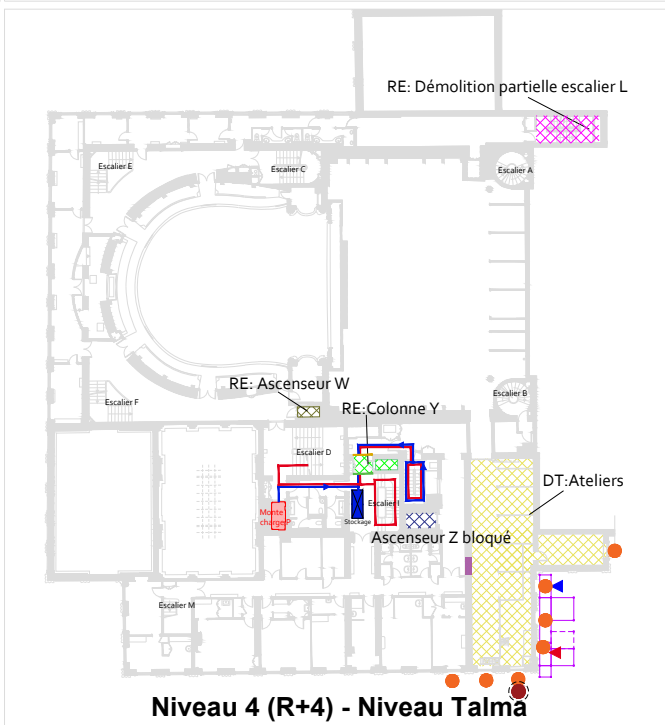 RE: Démolition partielle escalier L
Escalier E
Escalier C
Escalier A
RE: Ascenseur W
Escalier F
RE:Colonne Y
Escalier B
Escalier D
DT:Ateliers
Monte
charge P
Escalier I
Stockage
Ascenseur Z bloqué
Escalier M
Niveau 4 (R+4) - Niveau Talma